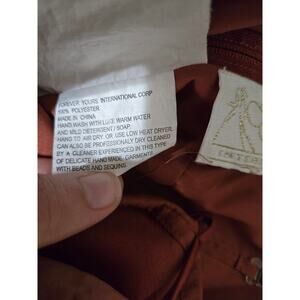 FOREVER YOURS INTERNATIONAL CORP
100% POLYESTER
MADE IN CHINA
HAND WASH WITH LUKE WARM WATER
AND MILD DETERGENT / SOAP.
HANG TO AIR DRY, OR USE LOW HEAT DRYER,
CAN ALSO BE PROFESSIONALY DRY CLEANED
BY A CLEANER EXPERIENCED IN THIS TYPE
OF DELICATE HAND MADE, GARMENTS
WITH BEADS AND SEQUINS.